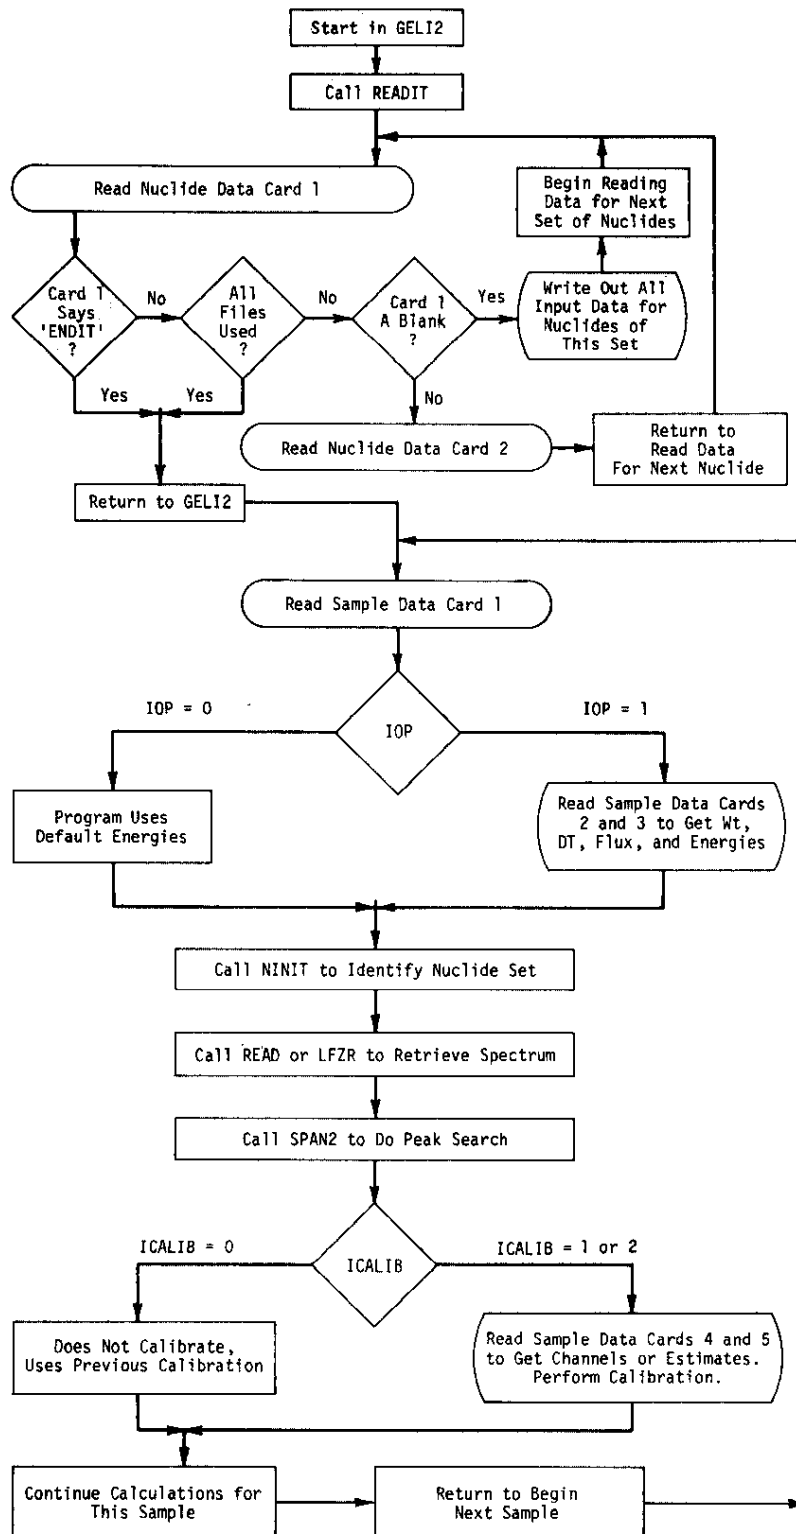 Start in GELI2
Call READIT
Read Nuclide Data Card 1
Begin Reading
Data for Next
Set of Nuclides
Card 1
Says
'ENDIT'
?
No
All
Files
Used
?
No
Card 1
A Blank
?
Yes
Write Out All
Input Data for
Nuclides of
This Set
Yes
Yes
No
Read Nuclide Data Card 2
Return to
Read Data
For Next Nuclide
Return to GELI2
Read Sample Data Card 1
IOP = 0
IOP
IOP = 1
Program Uses
Default Energies
Read Sample Data Cards
2 and 3 to Get Wt,
DT, Flux, and Energies
Call NINIT to Identify Nuclide Set
Call READ or LFZR to Retrieve Spectrum
Call SPAN2 to Do Peak Search
ICALIB = 0
ICALIB
ICALIB = 1 or 2
Does Not Calibrate,
Uses Previous Calibration
Read Sample Data Cards 4 and 5
to Get Channels or Estimates.
Perform Calibration.
Continue Calculations for
This Sample
Return to Begin
Next Sample